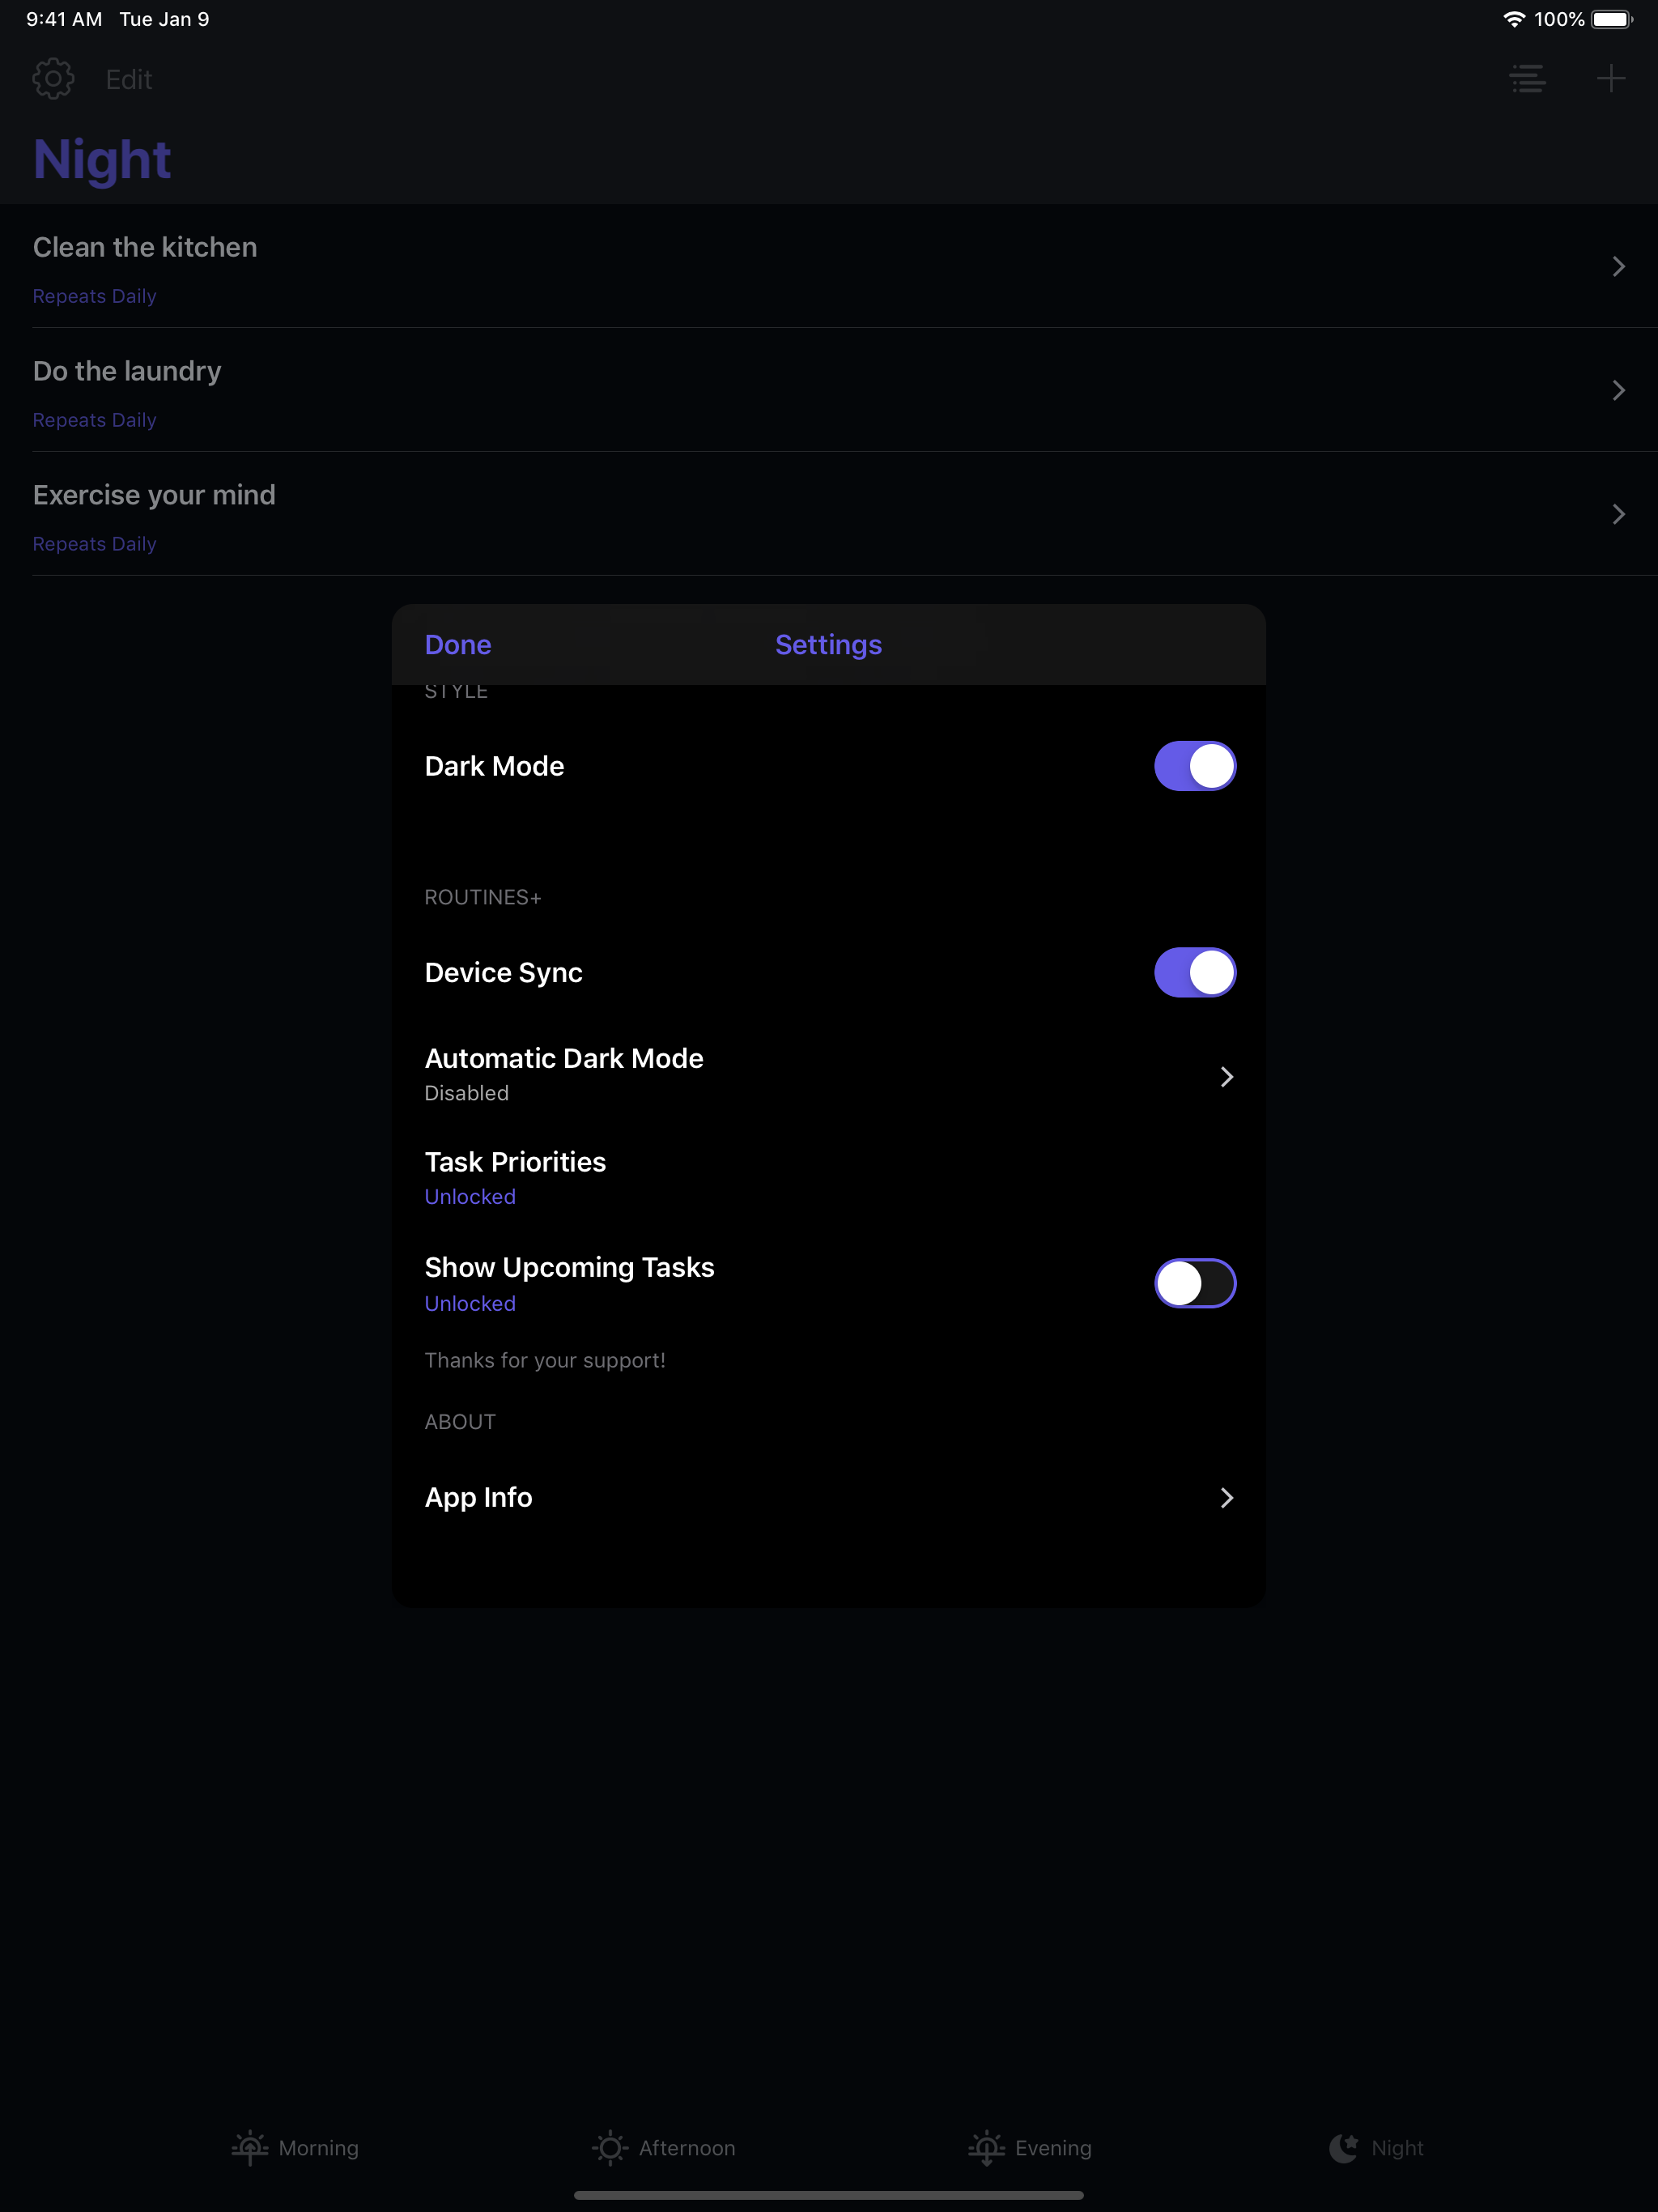 9:41 AM Tue Jan 9 100%
Edit
Night
Clean the kitchen
Repeats Daily
Do the laundry
Repeats Daily
Exercise your mind
Repeats Daily
Done Settings
STYLE
Dark Mode
ROUTINES+
Device Sync
Automatic Dark Mode
Disabled
Task Priorities
Unlocked
Show Upcoming Tasks
Unlocked
Thanks for your support!
ABOUT
App Info
Morning Afternoon Evening Night